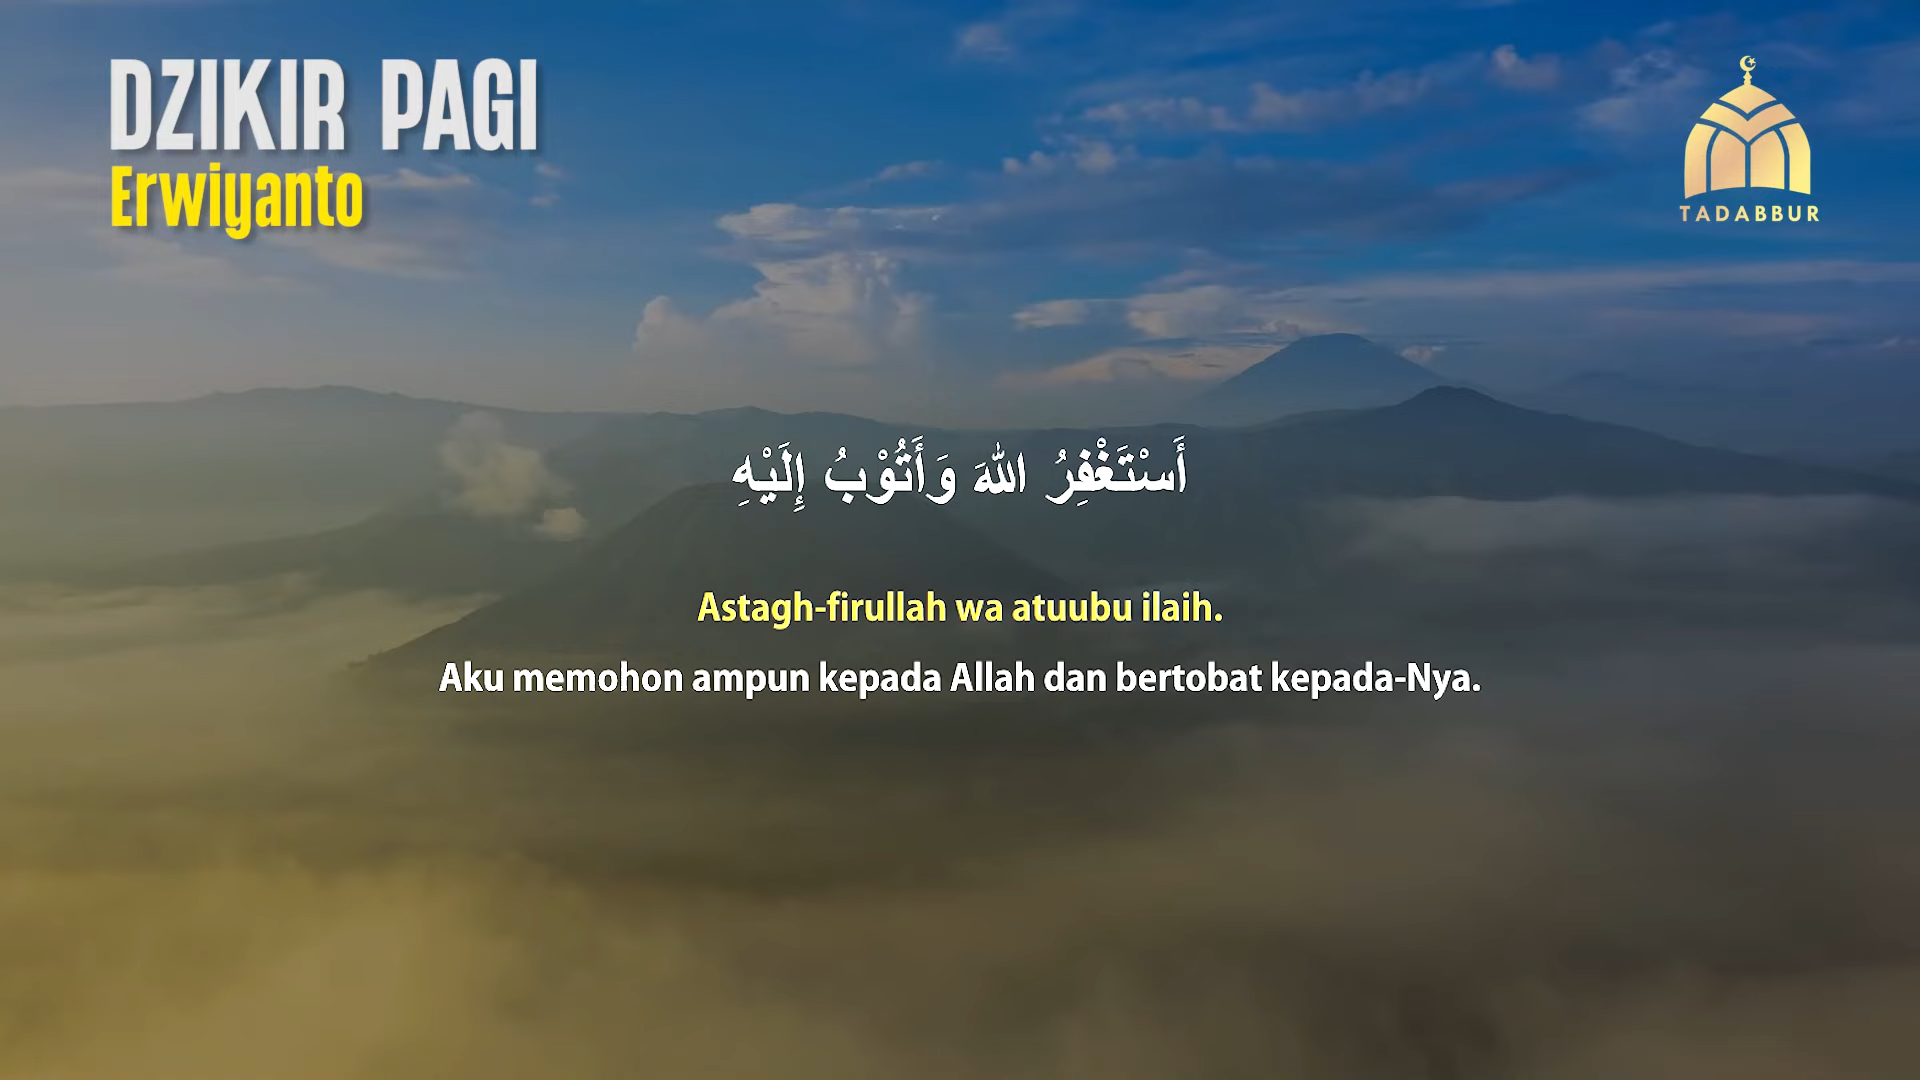 DZIKIR PAGI
Erwiyanto
TADABBUR
أَسْتَغْفِرُ اللهَ وَأَتُوْبُ إِلَيْهِ
Astagh-firullah wa atuubu ilaih.
Aku memohon ampun kepada Allah dan bertobat kepada-Nya.